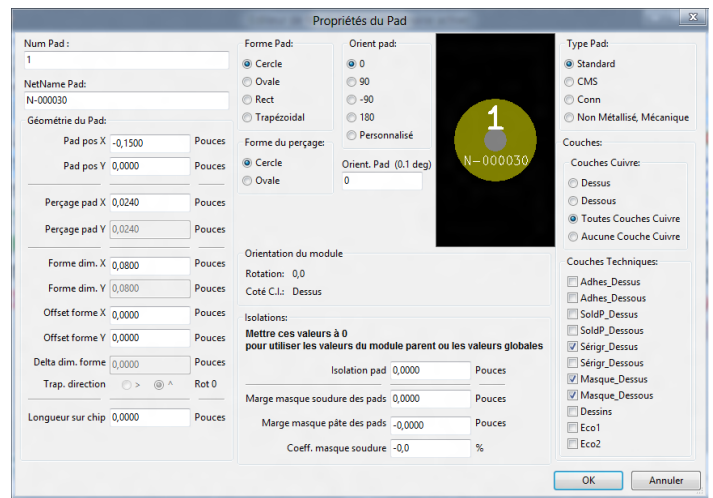 Propriétés du Pad
x
Num Pad :
1
NetName Pad:
N-000030
Géométrie du Pad:
Pad pos X -0,1500 Pouces
Pad pos Y 0,0000 Pouces
Perçage pad X 0,0240 Pouces
Perçage pad Y 0,0240 Pouces
Forme dim. X 0,0800 Pouces
Forme dim. Y 0,0800 Pouces
Offset forme X 0,0000 Pouces
Offset forme Y 0,0000 Pouces
Delta dim. forme 0,0000 Pouces
Trap. direction > ^ Rot 0
Longueur sur chip 0,0000 Pouces
Forme Pad:
Cercle
Ovale
Rect
Trapézoidal
Forme du perçage:
Cercle
Ovale
Orient pad:
0
90
-90
180
Personnalisé
Orient. Pad (0.1 deg)
0
1
N-000030
Orientation du module
Rotation: 0,0
Coté C.I.: Dessus
Isolations:
Mettre ces valeurs à 0
pour utiliser les valeurs du module parent ou les valeurs globales
Isolation pad 0,0000 Pouces
Marge masque soudure des pads 0,0000 Pouces
Marge masque pâte des pads -0,0000 Pouces
Coeff. masque soudure -0,0 %
Type Pad:
Standard
CMS
Conn
Non Métallisé, Mécanique
Couches:
Couches Cuivre:
Dessus
Dessous
Toutes Couches Cuivre
Aucune Couche Cuivre
Couches Techniques:
Adhes_Dessus
Adhes_Dessous
SoldP_Dessus
SoldP_Dessous
Sérigr_Dessus
Sérigr_Dessous
Masque_Dessus
Masque_Dessous
Dessins
Eco1
Eco2
OK Annuler